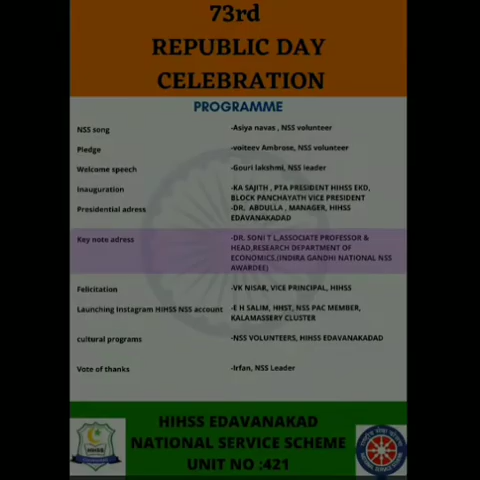 73rd
REPUBLIC DAY
CELEBRATION
PROGRAMME
NSS song -Asiya navas , NSS volunteer
Pledge -voiteev Ambrose, NSS volunteer
Welcome speech -Gouri lakshmi, NSS leader
Inauguration -KA SAJITH , PTA PRESIDENT HIHSS EKD,
BLOCK PANCHAYATH VICE PRESIDENT
Presidential adress -DR. ABDULLA , MANAGER, HIHSS
EDAVANAKADAD
Key note adress -DR. SONI T L,ASSOCIATE PROFESSOR &
HEAD,RESEARCH DEPARTMENT OF
ECONOMICS.(INDIRA GANDHI NATIONAL NSS
AWARDEE)
Felicitation -VK NISAR, VICE PRINCIPAL, HIHSS
Launching Instagram HIHSS NSS account -E H SALIM, HHST, NSS PAC MEMBER,
KALAMASSERY CLUSTER
cultural programs -NSS VOLUNTEERS, HIHSS EDAVANAKADAD
Vote of thanks -Irfan, NSS Leader
HIHSS EDAVANAKAD
NATIONAL SERVICE SCHEME
UNIT NO :421
HIHSS